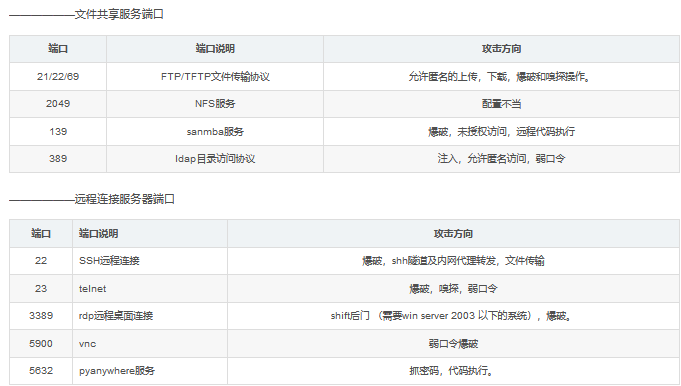 ——————文件共享服务端口
端口 端口说明 攻击方向
21/22/69 FTP/TFTP文件传输协议 允许匿名的上传，下载，爆破和嗅探操作。
2049 NFS服务 配置不当
139 sanmba服务 爆破，未授权访问，远程代码执行
389 ldap目录访问协议 注入，允许匿名访问，弱口令
——————远程连接服务器端口
端口 端口说明 攻击方向
22 SSH远程连接 爆破，shh隧道及内网代理转发，文件传输
23 telnet 爆破，嗅探，弱口令
3389 rdp远程桌面连接 shift后门 （需要win server 2003 以下的系统），爆破。
5900 vnc 弱口令爆破
5632 pyanywhere服务 抓密码，代码执行。